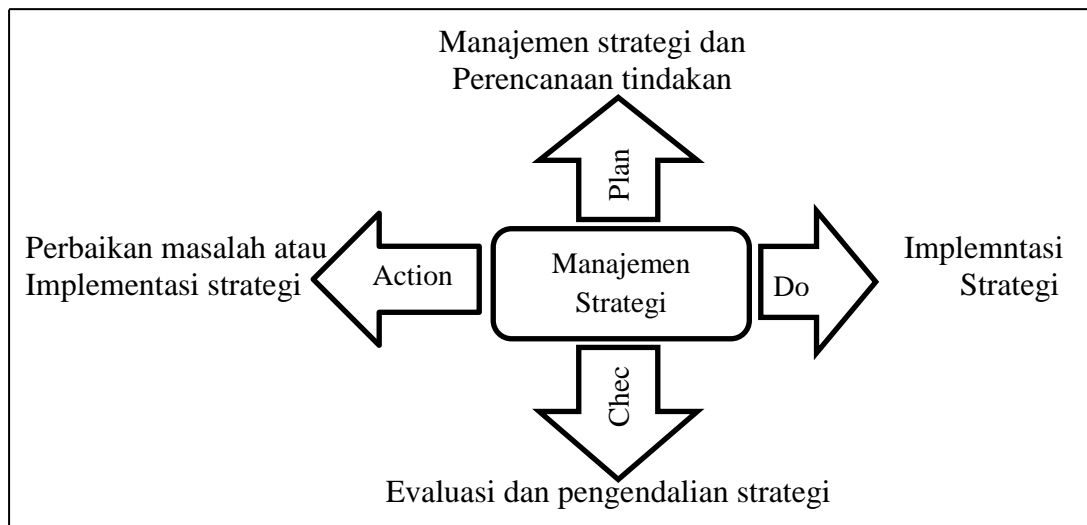 Manajemen strategi dan
Perencanaan tindakan
Plan
Perbaikan masalah atau
Implementasi strategi
Action
Manajemen
Strategi
Do
Implemntasi
Strategi
Chec
Evaluasi dan pengendalian strategi